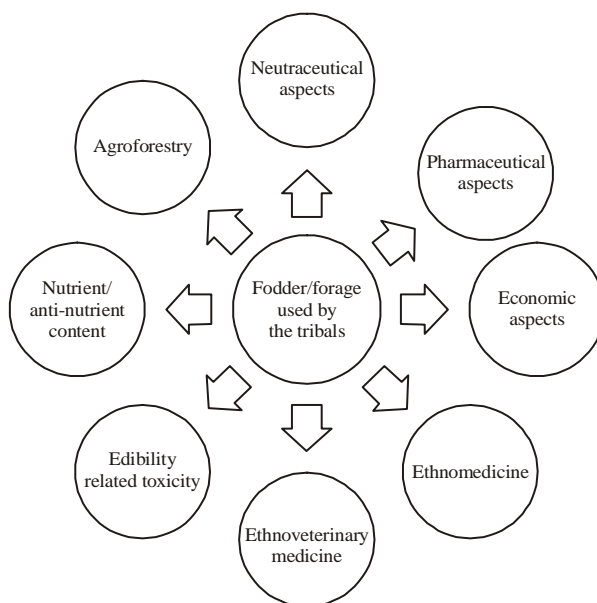 Neutraceutical
aspects
Agroforestry
Pharmaceutical
aspects
Nutrient/
anti-nutrient
content
Fodder/forage
used by
the tribals
Economic
aspects
Edibility
related toxicity
Ethnomedicine
Ethnoveterinary
medicine